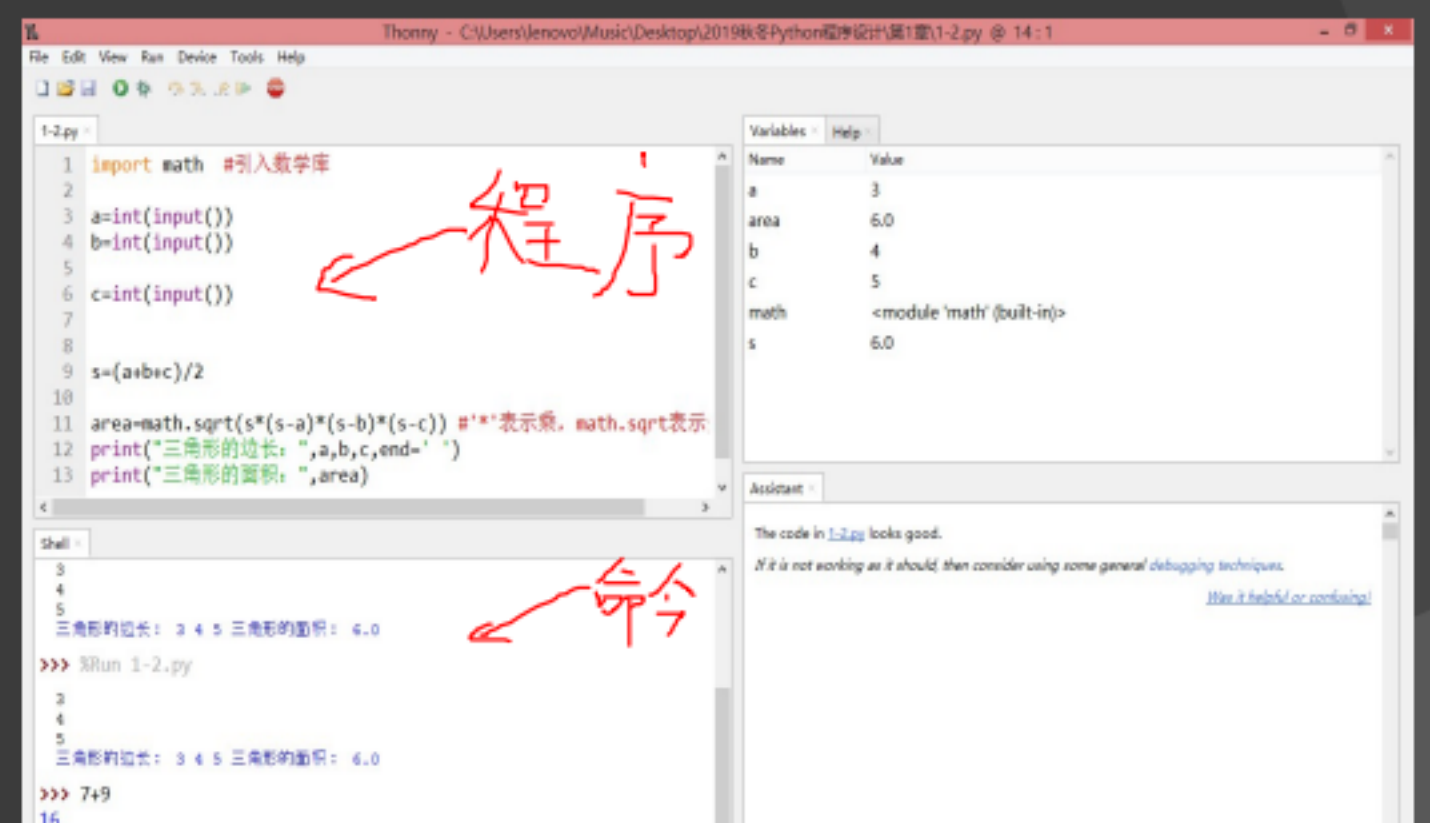 Thonny - C:\Users\lenovo\Music\Desktop\2019秋冬Python程序设计\第1章\1-2.py @ 14 : 1
File Edit View Run Device Tools Help
1-2.py
1 import math #引入数学库
2
3 a=int(input())
4 b=int(input())
5
6 c=int(input())
7
8
9 s=(a+b+c)/2
10
11 area=math.sqrt(s*(s-a)*(s-b)*(s-c)) #'*'表示乘，math.sqrt表示
12 print("三角形的边长：",a,b,c,end=' ')
13 print("三角形的面积：",area)
程序
Shell
3
4
5
三角形的边长： 3 4 5 三角形的面积： 6.0
>>> %Run 1-2.py
3
4
5
三角形的边长： 3 4 5 三角形的面积： 6.0
>>> 7+9
16
命令
Variables Help
Name Value
a 3
area 6.0
b 4
c 5
math <module 'math' (built-in)>
s 6.0
Assistant
The code in 1-2.py looks good.
If it is not working as it should, then consider using some general debugging techniques.
Was it helpful or confusing?